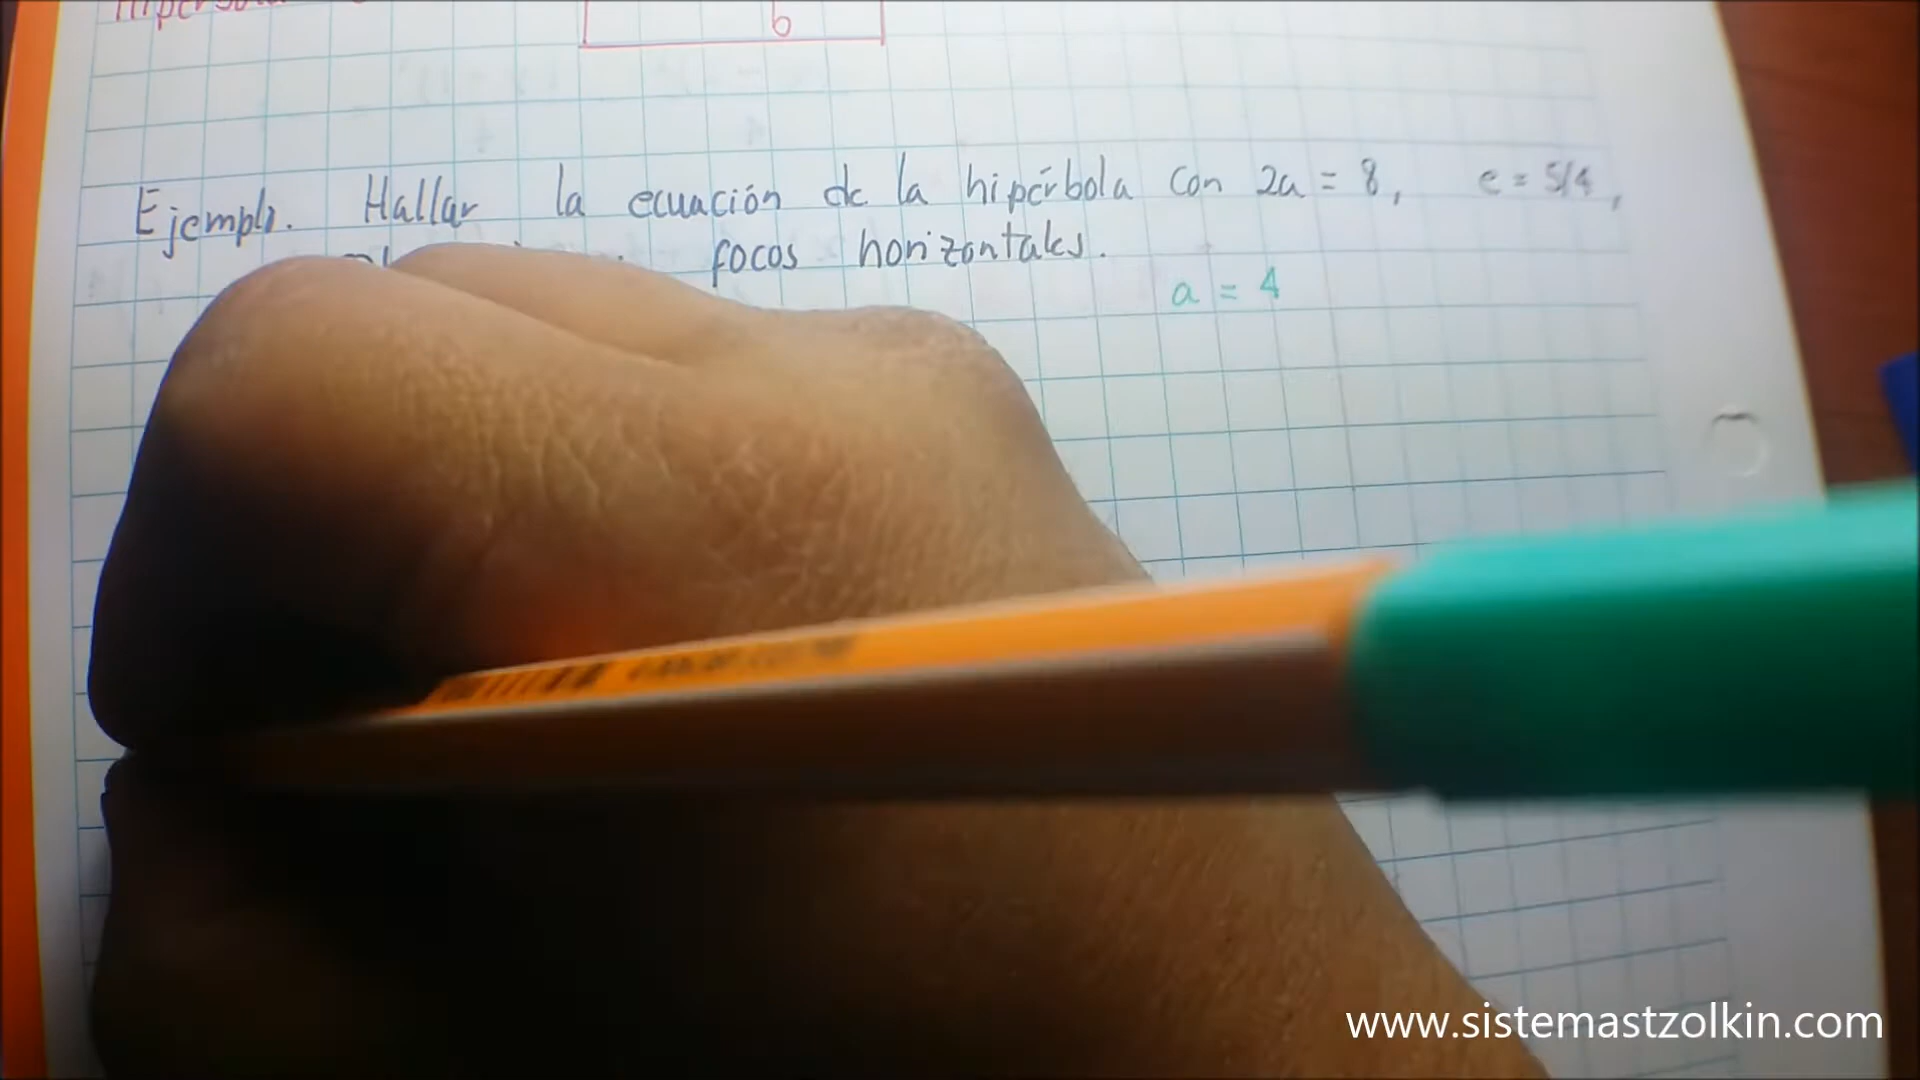 b
Ejemplo. Hallar la ecuación de la hipérbola con 2a = 8, e = 5/4,
focos horizontales.
a = 4
www.sistemastzolkin.com